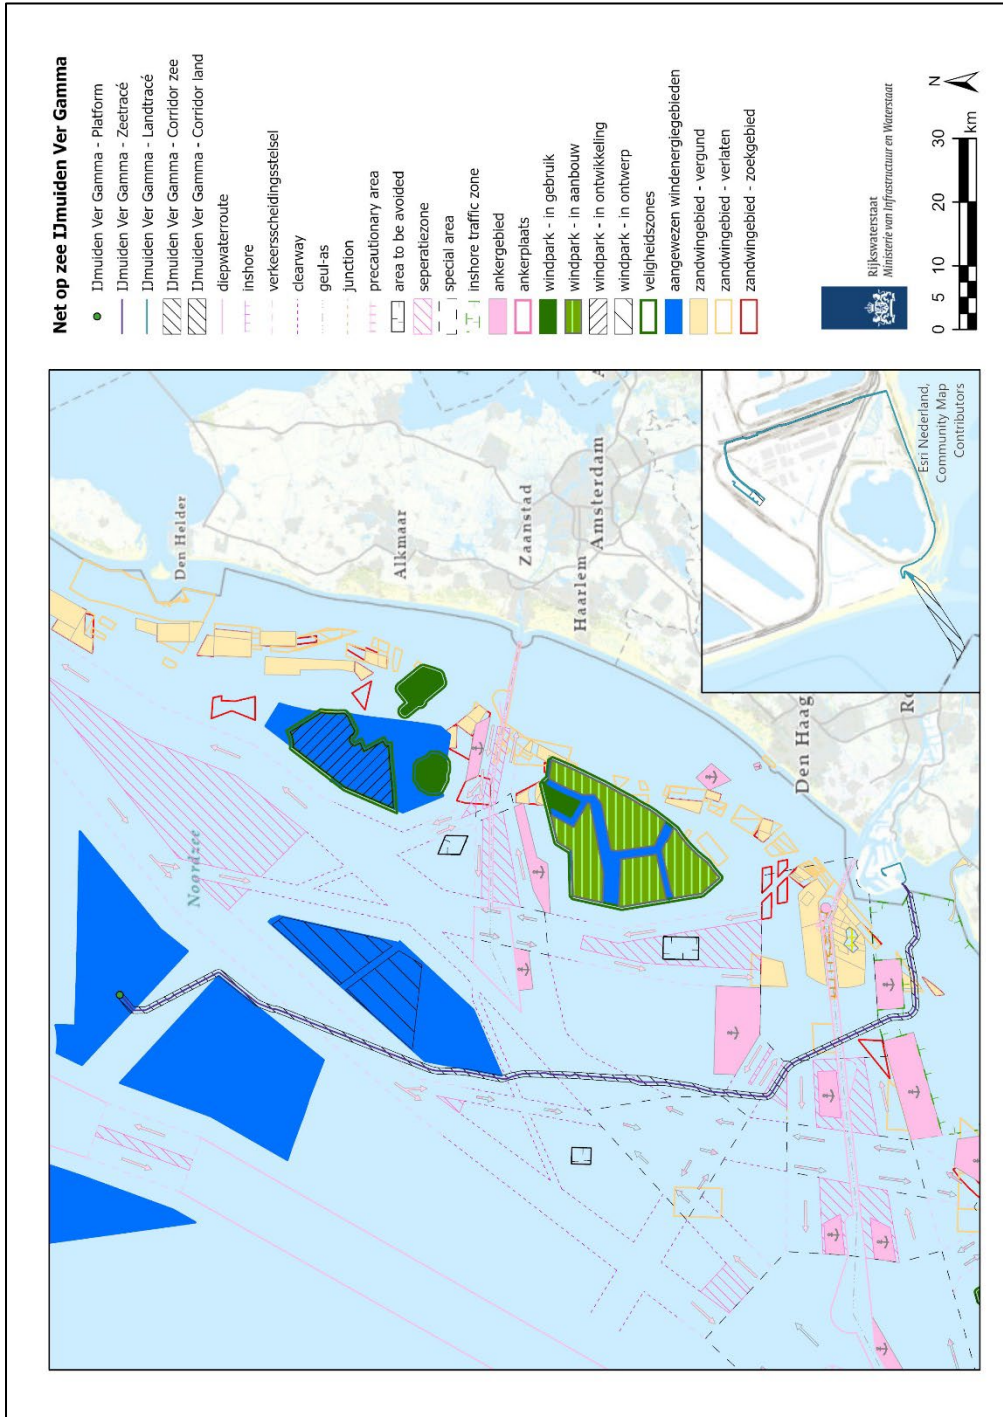 Net op zee IJmuiden Ver Gamma
IJmuiden Ver Gamma - Platform
IJmuiden Ver Gamma - Zeetracé
IJmuiden Ver Gamma - Landtracé
IJmuiden Ver Gamma - Corridor zee
IJmuiden Ver Gamma - Corridor land
diepwaterroute
inshore
verkeersscheidingsstelsel
clearway
geul-as
junction
precautionary area
area to be avoided
seperatiezone
special area
inshore traffic zone
ankergebied
ankerplaats
windpark - in gebruik
windpark - in aanbouw
windpark - in ontwikkeling
windpark - in ontwerp
veiligheidszones
aangewezen windenergiegebieden
zandwingebied - vergund
zandwingebied - verlaten
zandwingebied - zoekgebied
Rijkswaterstaat
Ministerie van Infrastructuur en Waterstaat
0 5 10 20 30
km
N
Noordzee
Den Helder
Alkmaar
Zaanstad
Haarlem
Amsterdam
Den Haag
Ro
Esri Nederland,
Community Map
Contributors